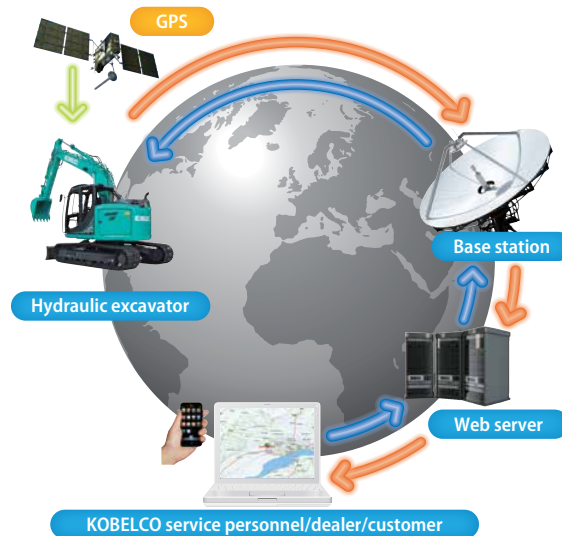 GPS
Base station
Hydraulic excavator
Web server
KOBELCO service personnel/dealer/customer